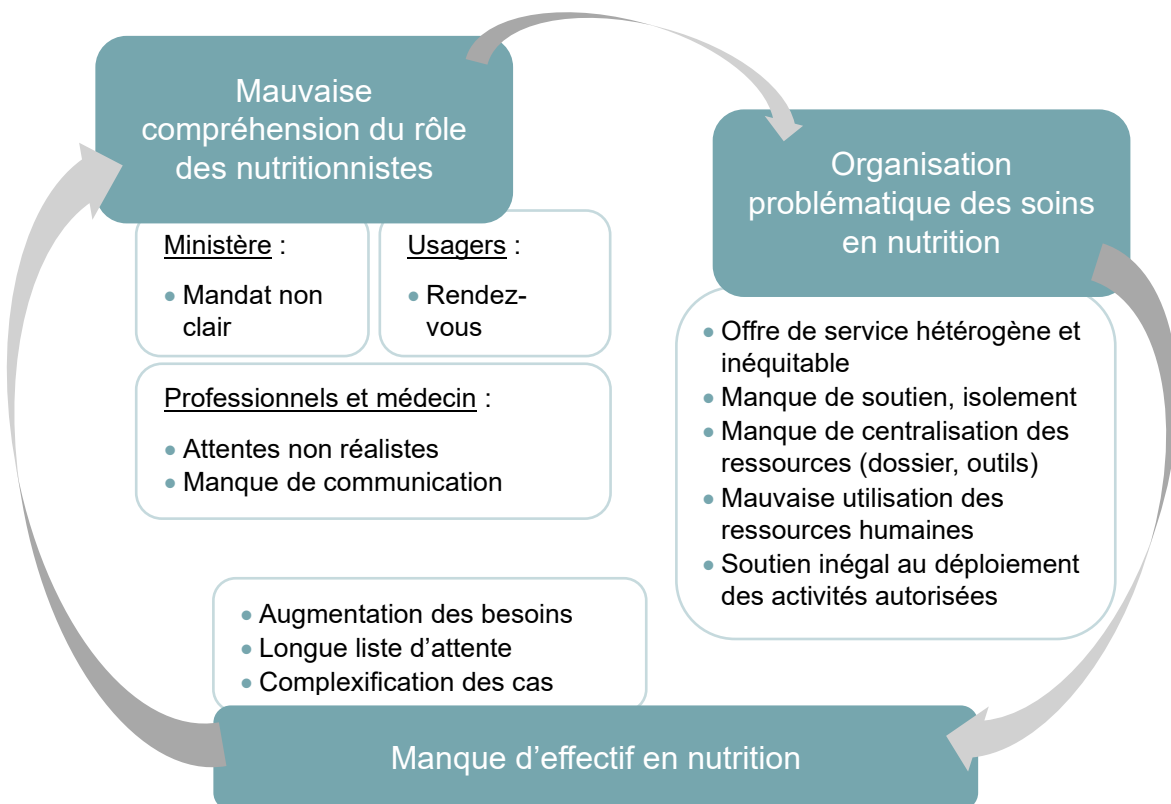 Mauvaise
compréhension du rôle
des nutritionnistes
Ministère :
• Mandat non
clair
Usagers :
• Rendez-
vous
Professionnels et médecin :
• Attentes non réalistes
• Manque de communication
Organisation
problématique des soins
en nutrition
• Offre de service hétérogène et
inéquitable
• Manque de soutien, isolement
• Manque de centralisation des
ressources (dossier, outils)
• Mauvaise utilisation des
ressources humaines
• Soutien inégal au déploiement
des activités autorisées
• Augmentation des besoins
• Longue liste d’attente
• Complexification des cas
Manque d’effectif en nutrition